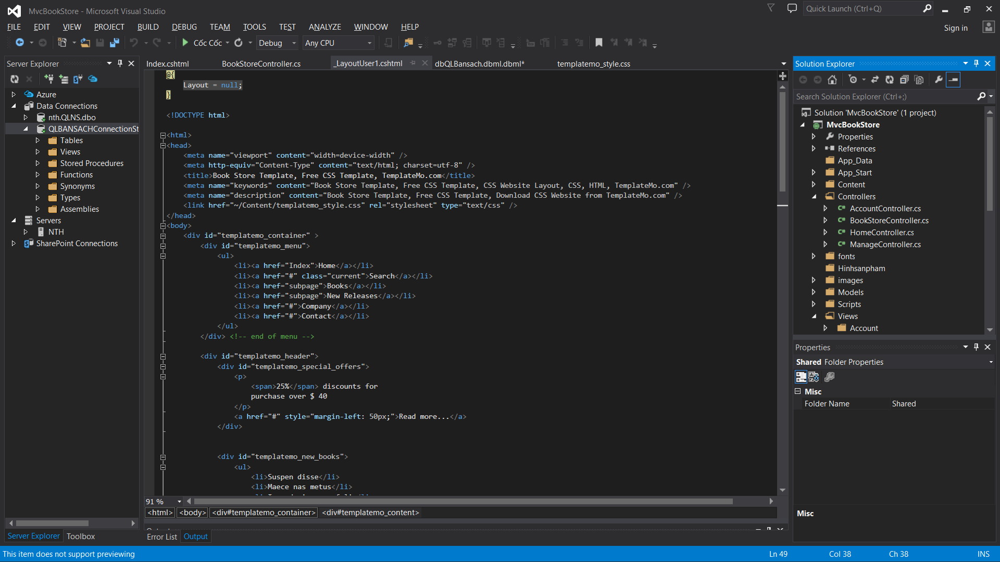 MvcBookStore - Microsoft Visual Studio
Quick Launch (Ctrl+Q)
FILE EDIT VIEW PROJECT BUILD DEBUG TEAM TOOLS TEST ANALYZE WINDOW HELP
Sign in
Cốc Cốc Debug Any CPU
Server Explorer
Azure
Data Connections
nth.QLNS.dbo
QLBANSACHConnectionSt
Tables
Views
Stored Procedures
Functions
Synonyms
Types
Assemblies
Servers
NTH
SharePoint Connections
Server Explorer Toolbox
Index.cshtml BookStoreController.cs _LayoutUser1.cshtml dbQLBansach.dbml.dbml* templatemo_style.css
@{
Layout = null;
}
<!DOCTYPE html>
<html>
<head>
<meta name="viewport" content="width=device-width" />
<meta http-equiv="Content-Type" content="text/html; charset=utf-8" />
<title>Book Store Template, Free CSS Template, TemplateMo.com</title>
<meta name="keywords" content="Book Store Template, Free CSS Template, CSS Website Layout, CSS, HTML, TemplateMo.com" />
<meta name="description" content="Book Store Template, Free CSS Template, Download CSS Website from TemplateMo.com" />
<link href="~/Content/templatemo_style.css" rel="stylesheet" type="text/css" />
</head>
<body>
<div id="templatemo_container" >
<div id="templatemo_menu">
<ul>
<li><a href="Index">Home</a></li>
<li><a href="#" class="current">Search</a></li>
<li><a href="subpage">Books</a></li>
<li><a href="subpage">New Releases</a></li>
<li><a href="#">Company</a></li>
<li><a href="#">Contact</a></li>
</ul>
</div> <!-- end of menu -->
<div id="templatemo_header">
<div id="templatemo_special_offers">
<p>
<span>25%</span> discounts for
purchase over $ 40
</p>
<a href="#" style="margin-left: 50px;">Read more...</a>
</div>
<div id="templatemo_new_books">
<ul>
<li>Suspen disse</li>
<li>Maece nas metus</li>
91 %
<html> <body> <div#templatemo_container> <div#templatemo_content>
Error List Output
Solution Explorer
Search Solution Explorer (Ctrl+;)
Solution 'MvcBookStore' (1 project)
MvcBookStore
Properties
References
App_Data
App_Start
Content
Controllers
C# AccountController.cs
C# BookStoreController.cs
C# HomeController.cs
C# ManageController.cs
fonts
Hinhsanpham
images
Models
Scripts
Views
Account
Properties
Shared Folder Properties
Misc
Folder Name Shared
Misc
This item does not support previewing
Ln 49 Col 38 Ch 38 INS